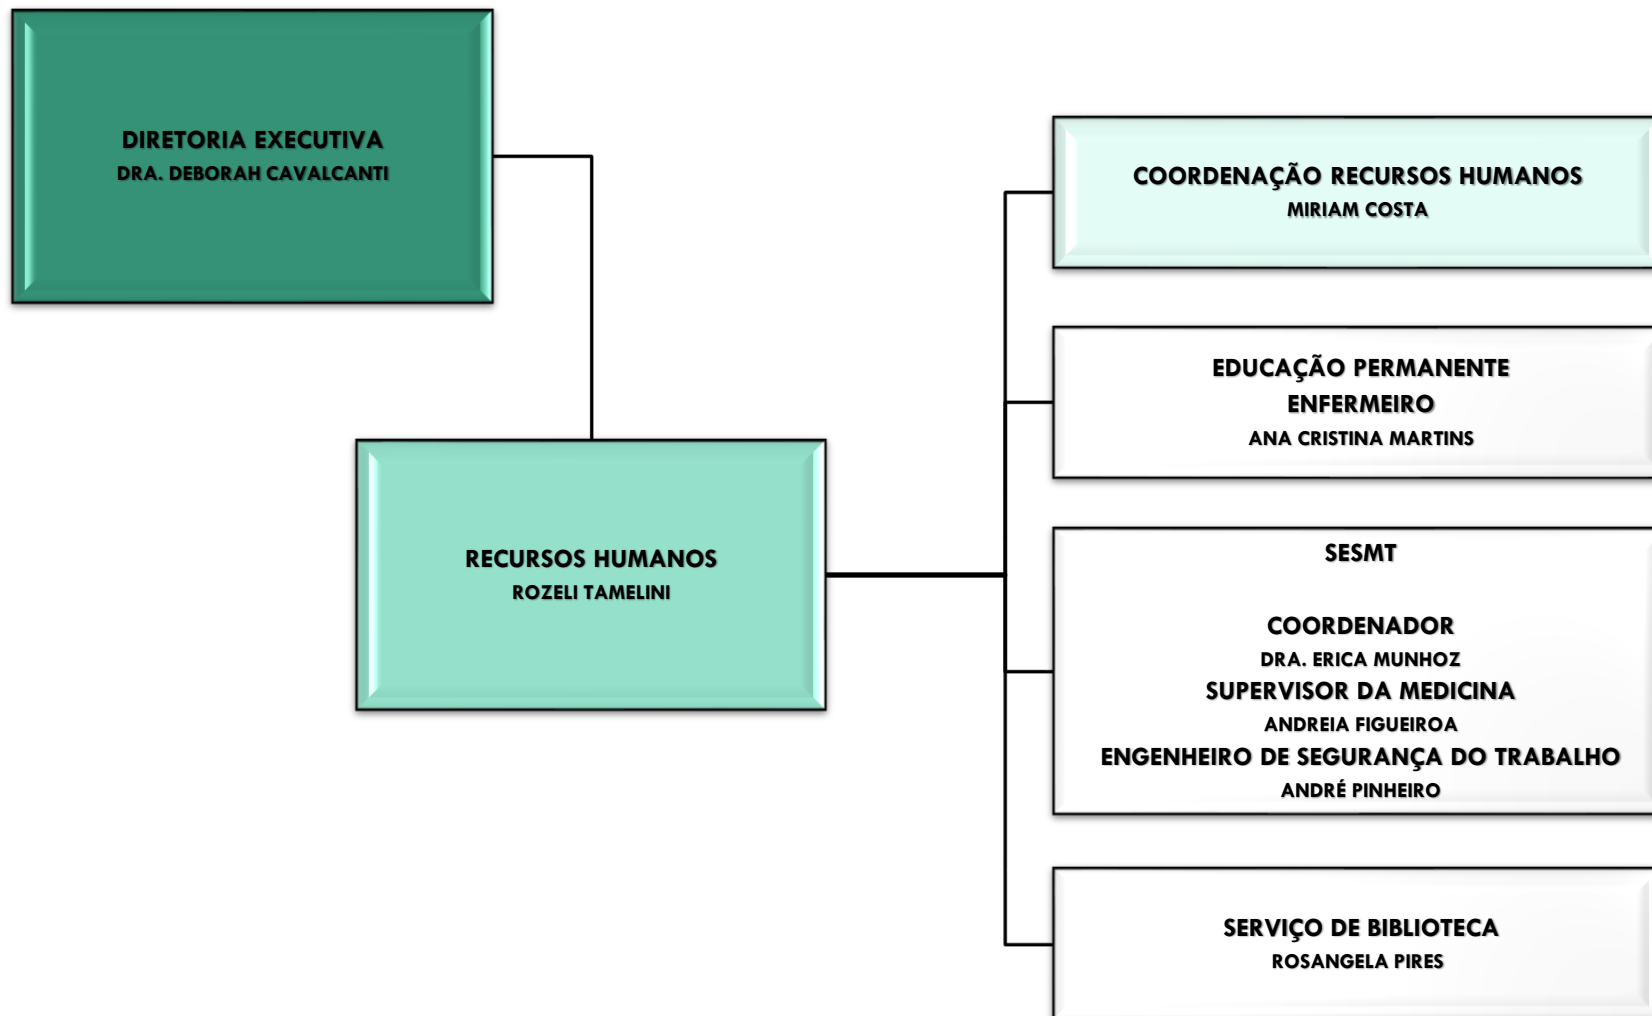 DIRETORIA EXECUTIVA
DRA. DEBORAH CAVALCANTI
RECURSOS HUMANOS
ROZELI TAMELINI
COORDENAÇÃO RECURSOS HUMANOS
MIRIAM COSTA
EDUCAÇÃO PERMANENTE
ENFERMEIRO
ANA CRISTINA MARTINS
SESMT
COORDENADOR
DRA. ERICA MUNHOZ
SUPERVISOR DA MEDICINA
ANDREIA FIGUEIROA
ENGENHEIRO DE SEGURANÇA DO TRABALHO
ANDRÉ PINHEIRO
SERVIÇO DE BIBLIOTECA
ROSANGELA PIRES